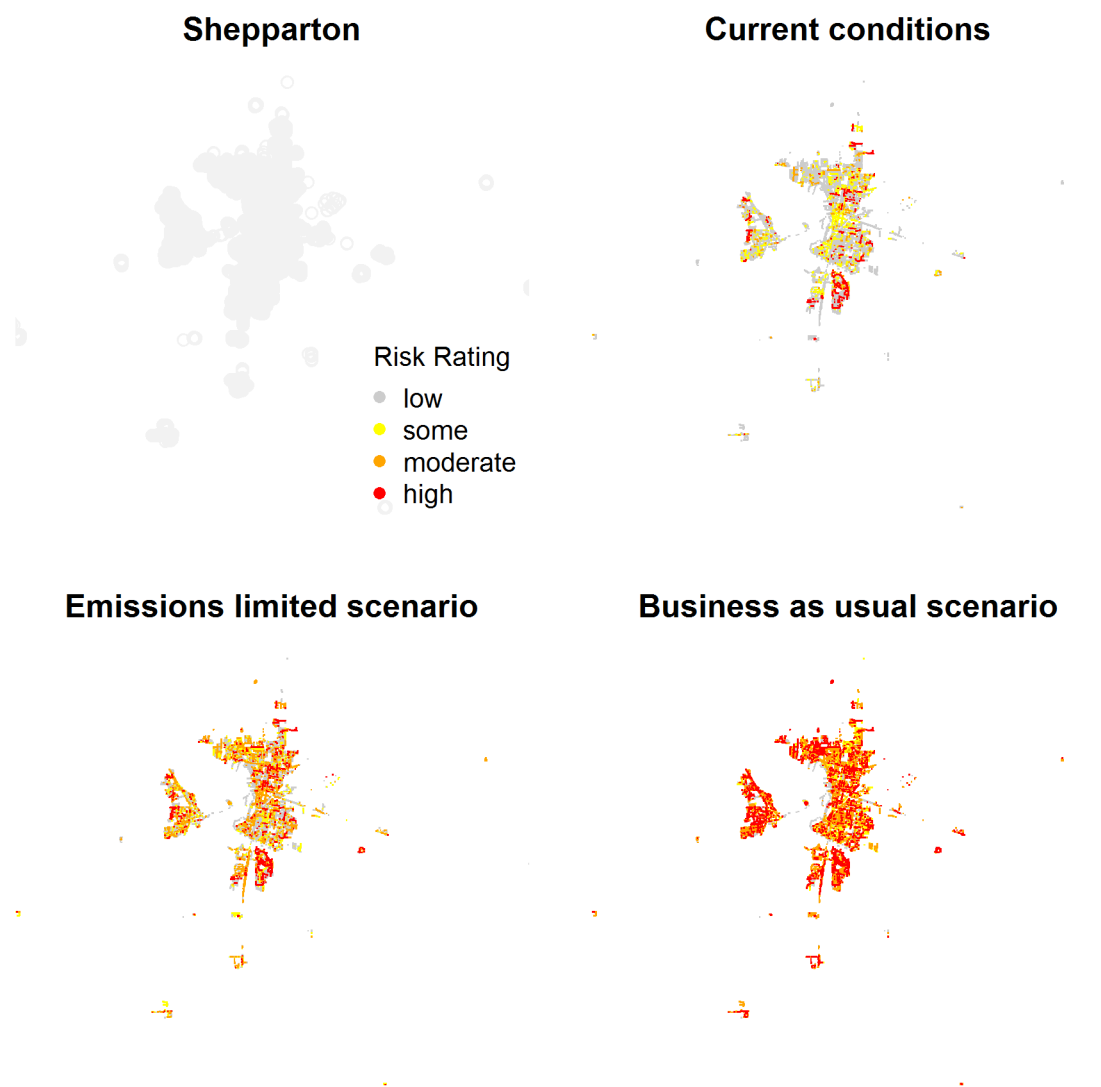 Shepparton
Current conditions
Risk Rating
low
some
moderate
high
Emissions limited scenario
Business as usual scenario